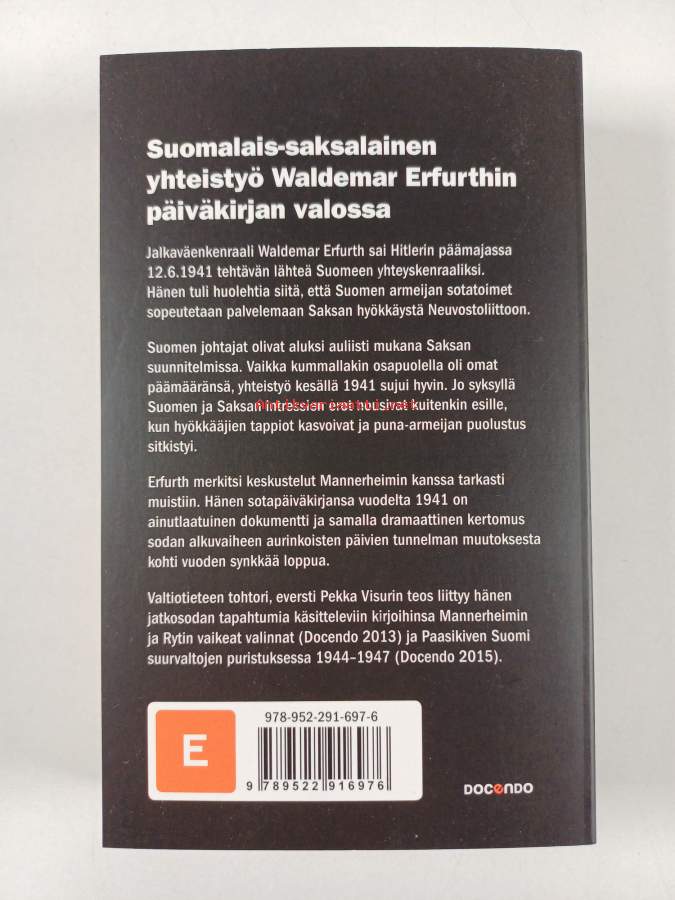 Suomalais-saksalainen
yhteistyö Waldemar Erfurthin
päiväkirjan valossa
Jalkaväenkenraali Waldemar Erfurth sai Hitlerin päämajassa
12.6.1941 tehtävän lähteä Suomeen yhteyskenraaliksi.
Hänen tuli huolehtia siitä, että Suomen armeijan sotatoimet
sopeutetaan palvelemaan Saksan hyökkäystä Neuvostoliittoon.
Suomen johtajat olivat aluksi auliisti mukana Saksan
suunnitelmissa. Vaikka kummallakin osapuolella oli omat
päämääränsä, yhteistyö kesällä 1941 sujui hyvin. Jo syksyllä
Suomen ja Saksan intressien erot nousivat kuitenkin esille,
kun hyökkääjien tappiot kasvoivat ja puna-armeijan puolustus
sitkistyi.
Erfurth merkitsi keskustelut Mannerheimin kanssa tarkasti
muistiin. Hänen sotapäiväkirjansa vuodelta 1941 on
ainutlaatuinen dokumentti ja samalla dramaattinen kertomus
sodan alkuvaiheen aurinkoisten päivien tunnelman muutoksesta
kohti vuoden synkkää loppua.
Valtiotieteen tohtori, eversti Pekka Visurin teos liittyy hänen
jatkosodan tapahtumia käsitteleviin kirjoihinsa Mannerheimin
ja Rytin vaikeat valinnat (Docendo 2013) ja Paasikiven Suomi
suurvaltojen puristuksessa 1944–1947 (Docendo 2015).
E
978-952-291-697-6
9 789522 916976
DOCENDO